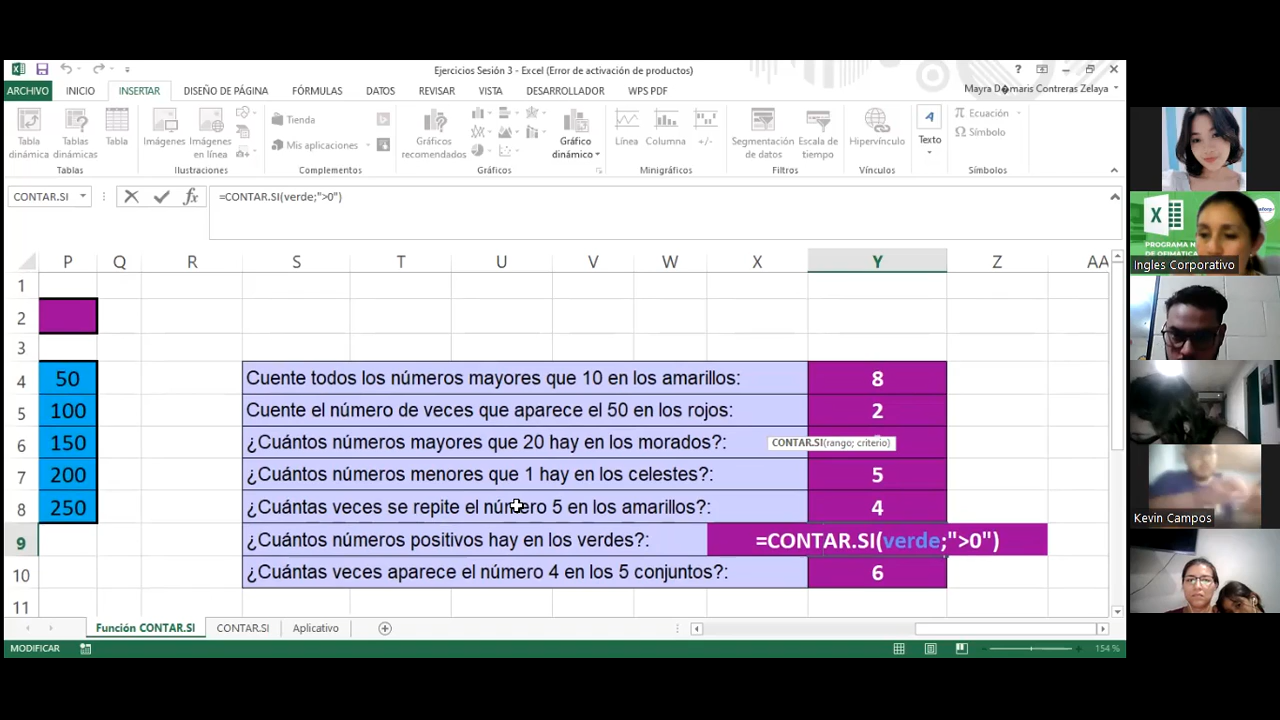 Ejercicios Sesión 3 - Excel (Error de activación de productos)
ARCHIVO INICIO INSERTAR DISEÑO DE PÁGINA FÓRMULAS DATOS REVISAR VISTA DESARROLLADOR WPS PDF
Mayra D�maris Contreras Zelaya
Tabla dinámica
Tablas dinámicas
Tabla
Tablas
Imágenes
Imágenes en línea
Ilustraciones
Tienda
Mis aplicaciones
Complementos
Gráficos recomendados
Gráfico dinámico
Gráficos
Línea
Columna
+/-
Minigráficos
Segmentación de datos
Escala de tiempo
Filtros
Hipervínculo
Vínculos
Texto
Ecuación
Símbolo
Símbolos
CONTAR.SI
=CONTAR.SI(verde;">0")
P Q R S T U V W X Y Z AA
1
2
3
4 50 Cuente todos los números mayores que 10 en los amarillos: 8
5 100 Cuente el número de veces que aparece el 50 en los rojos: 2
6 150 ¿Cuántos números mayores que 20 hay en los morados?:
CONTAR.SI(rango; criterio)
7 200 ¿Cuántos números menores que 1 hay en los celestes?: 5
8 250 ¿Cuántas veces se repite el número 5 en los amarillos?: 4
9 ¿Cuántos números positivos hay en los verdes?: =CONTAR.SI(verde;">0")
10 ¿Cuántas veces aparece el número 4 en los 5 conjuntos?: 6
11
Función CONTAR.SI CONTAR.SI Aplicativo
MODIFICAR
154 %
PROGRAMA N
DE OFIMÁTIC
Ingles Corporativo
Kevin Campos